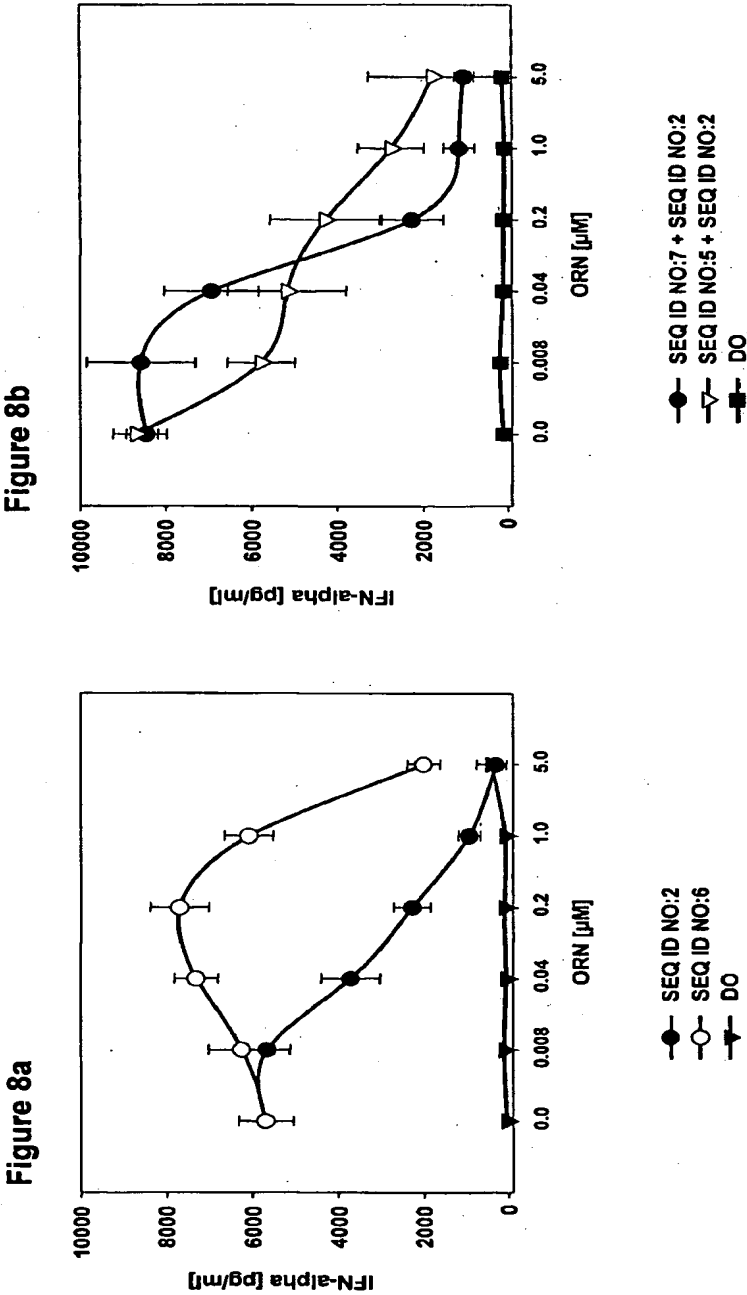 Figure 8a
IFN-alpha [pg/ml]
10000
8000
6000
4000
2000
0
0.0
0.008
0.04
0.2
1.0
5.0
ORN [µM]
SEQ ID NO:2
SEQ ID NO:6
DO
Figure 8b
IFN-alpha [pg/ml]
10000
8000
6000
4000
2000
0
0.0
0.008
0.04
0.2
1.0
5.0
ORN [µM]
SEQ ID NO:7 + SEQ ID NO:2
SEQ ID NO:5 + SEQ ID NO:2
DO